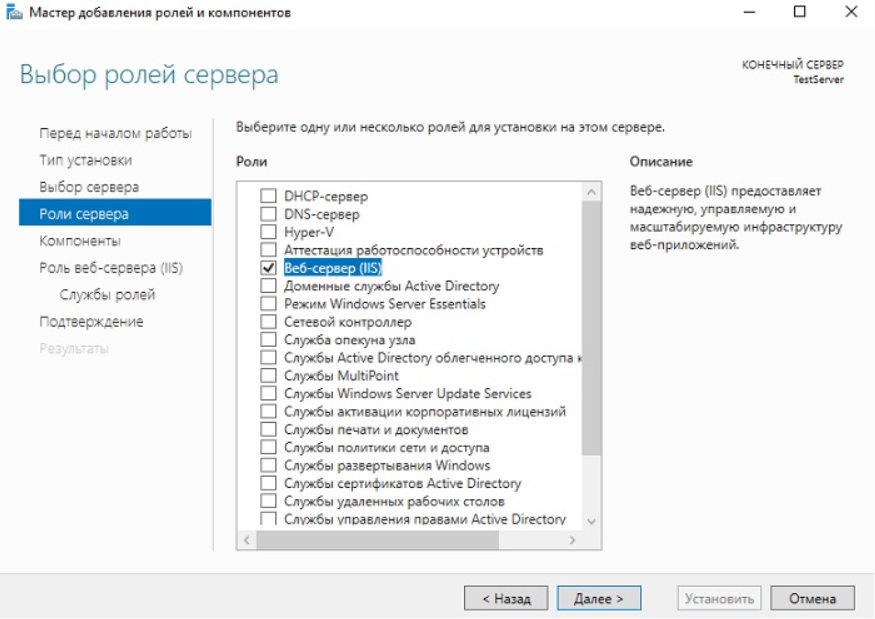 Мастер добавления ролей и компонентов
Выбор ролей сервера
КОНЕЧНЫЙ СЕРВЕР
TestServer
Перед началом работы
Тип установки
Выбор сервера
Роли сервера
Компоненты
Роль веб-сервера (IIS)
Службы ролей
Подтверждение
Результаты
Выберите одну или несколько ролей для установки на этом сервере.
Роли
DHCP-сервер
DNS-сервер
Hyper-V
Аттестация работоспособности устройств
Веб-сервер (IIS)
Доменные службы Active Directory
Режим Windows Server Essentials
Сетевой контроллер
Служба опекуна узла
Службы Active Directory облегченного доступа к
Службы MultiPoint
Службы Windows Server Update Services
Службы активации корпоративных лицензий
Службы печати и документов
Службы политики сети и доступа
Службы развертывания Windows
Службы сертификатов Active Directory
Службы удаленных рабочих столов
Службы управления правами Active Directory
Описание
Веб-сервер (IIS) предоставляет
надежную, управляемую и
масштабируемую инфраструктуру
веб-приложений.
< Назад
Далее >
Установить
Отмена